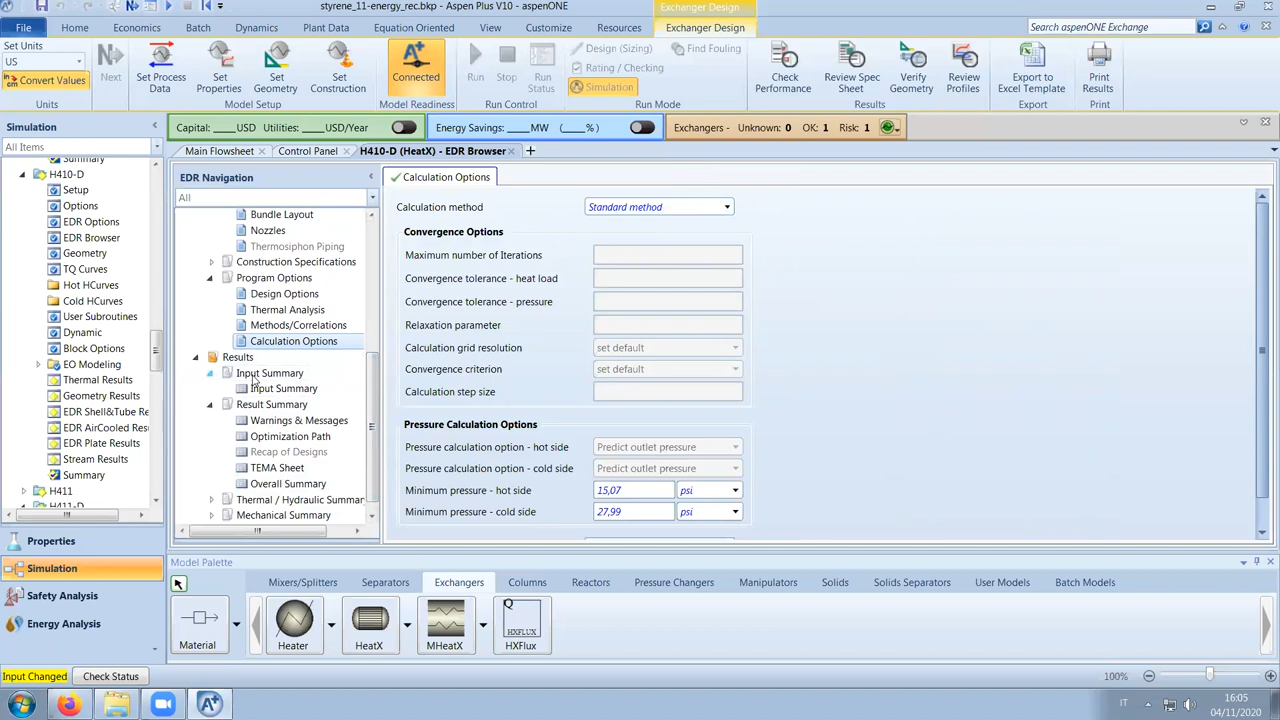 styrene_11-energy_rec.bkp - Aspen Plus V10 - aspenONE
Exchanger Design
File Home Economics Batch Dynamics Plant Data Equation Oriented View Customize Resources Exchanger Design
Search aspenONE Exchange
Set Units
US
Convert Values
Units
Next
Set Process Data
Set Properties
Set Geometry
Set Construction
Model Setup
Connected
Model Readiness
Run
Stop
Run Status
Run Control
Design (Sizing)
Find Fouling
Rating / Checking
Simulation
Run Mode
Check Performance
Review Spec Sheet
Verify Geometry
Review Profiles
Results
Export to Excel Template
Export
Print Results
Print
Simulation
Capital: ____USD Utilities: ____USD/Year
Energy Savings: ____MW (____%)
Exchangers - Unknown: 0 OK: 1 Risk: 1
All Items
Main Flowsheet
Control Panel
H410-D (HeatX) - EDR Browser
Summary
H410-D
Setup
Options
EDR Options
EDR Browser
Geometry
TQ Curves
Hot HCurves
Cold HCurves
User Subroutines
Dynamic
Block Options
EO Modeling
Thermal Results
Geometry Results
EDR Shell&Tube Re
EDR AirCooled Resu
EDR Plate Results
Stream Results
Summary
H411
H411-D
Properties
Simulation
Safety Analysis
Energy Analysis
EDR Navigation
All
Bundle Layout
Nozzles
Thermosiphon Piping
Construction Specifications
Program Options
Design Options
Thermal Analysis
Methods/Correlations
Calculation Options
Results
Input Summary
Input Summary
Result Summary
Warnings & Messages
Optimization Path
Recap of Designs
TEMA Sheet
Overall Summary
Thermal / Hydraulic Summar
Mechanical Summary
Calculation Options
Calculation method Standard method
Convergence Options
Maximum number of Iterations
Convergence tolerance - heat load
Convergence tolerance - pressure
Relaxation parameter
Calculation grid resolution set default
Convergence criterion set default
Calculation step size
Pressure Calculation Options
Pressure calculation option - hot side Predict outlet pressure
Pressure calculation option - cold side Predict outlet pressure
Minimum pressure - hot side 15,07 psi
Minimum pressure - cold side 27,99 psi
Model Palette
Mixers/Splitters Separators Exchangers Columns Reactors Pressure Changers Manipulators Solids Solids Separators User Models Batch Models
Q
HXFLUX
Material Heater HeatX MHeatX HXFlux
Input Changed Check Status
100%
IT
16:05
04/11/2020